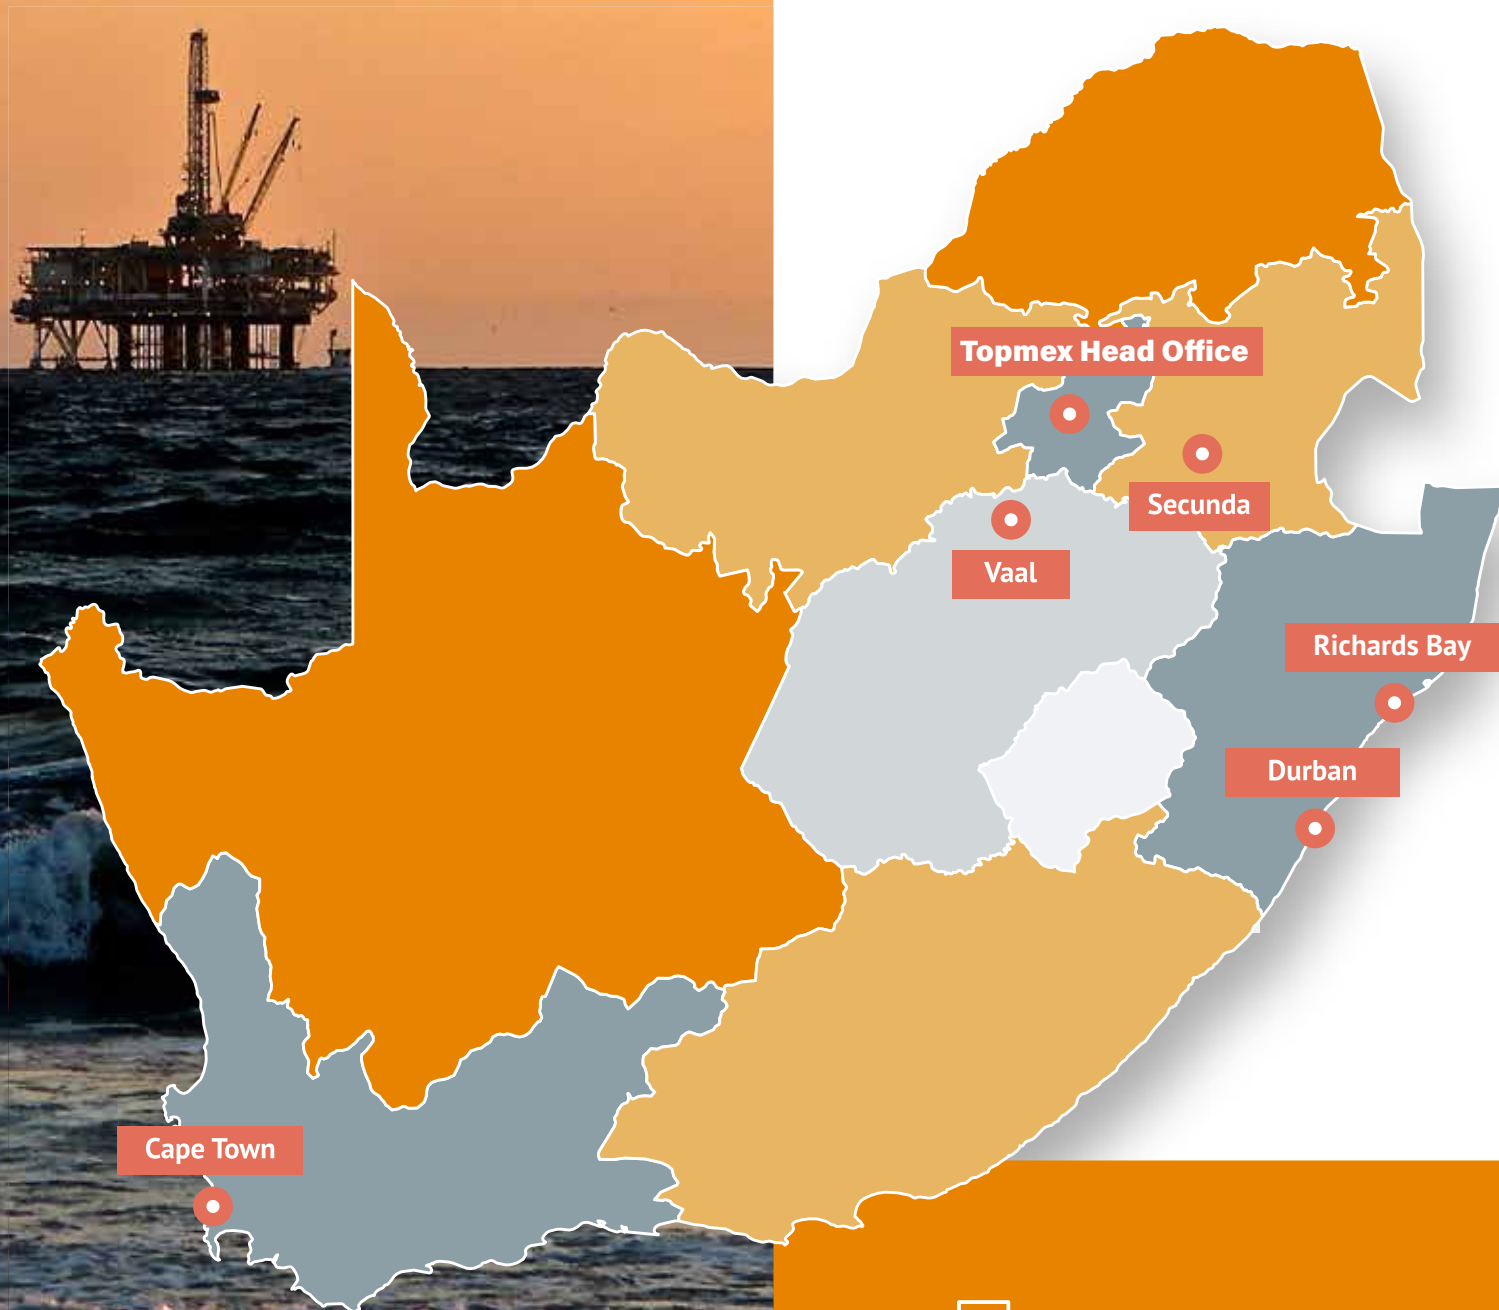 Topmex Head Office
Secunda
Vaal
Richards Bay
Durban
Cape Town